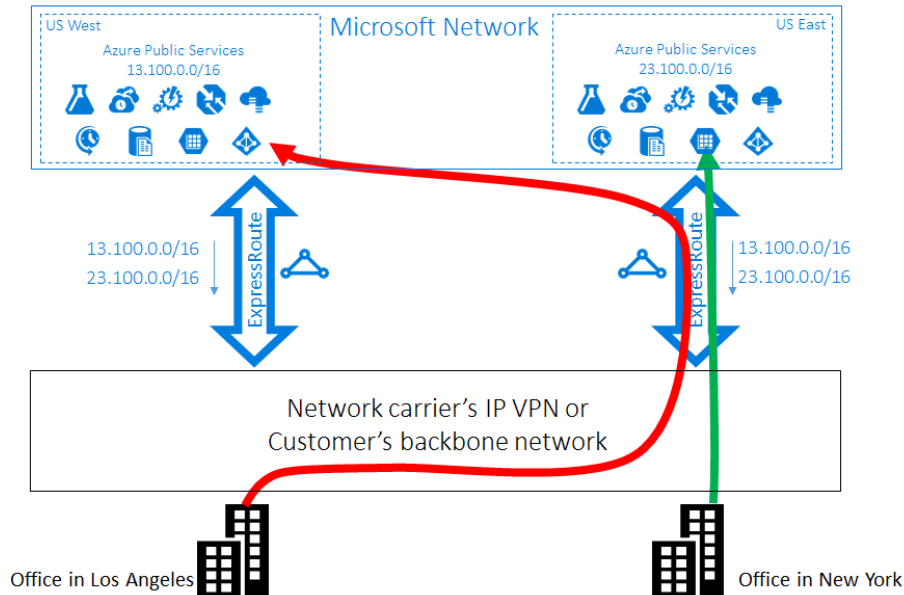 Microsoft Network
US West
Azure Public Services
13.100.0.0/16
US East
Azure Public Services
23.100.0.0/16
13.100.0.0/16
23.100.0.0/16
ExpressRoute
ExpressRoute
13.100.0.0/16
23.100.0.0/16
Network carrier's IP VPN or
Customer's backbone network
Office in Los Angeles
Office in New York